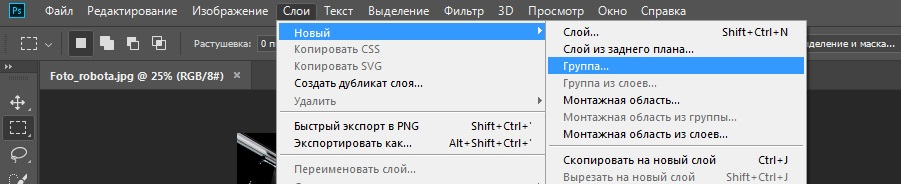 Ps Файл Редактирование Изображение Слои Текст Выделение Фильтр 3D Просмотр Окно Справка
Растушевка: 0 п
Новый
Копировать CSS
Копировать SVG
Создать дубликат слоя...
Удалить
Быстрый экспорт в PNG Shift+Ctrl+'
Экспортировать как... Alt+Shift+Ctrl+'
Переименовать слой...
Слой... Shift+Ctrl+N
Слой из заднего плана...
Группа...
Группа из слоев...
Монтажная область...
Монтажная область из группы...
Монтажная область из слоев...
Скопировать на новый слой Ctrl+J
Вырезать на новый слой Shift+Ctrl+J
деление и маска...
Foto_robota.jpg @ 25% (RGB/8#) ×